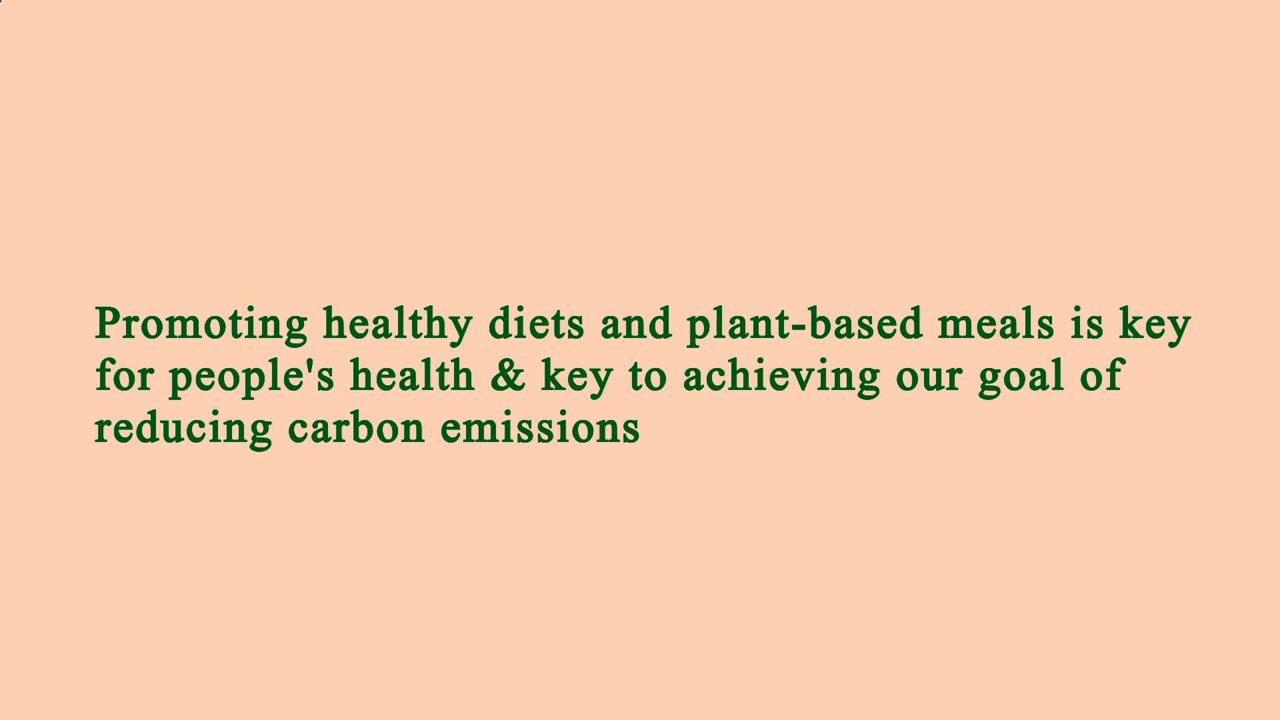 Promoting healthy diets and plant-based meals is key
for people's health & key to achieving our goal of
reducing carbon emissions